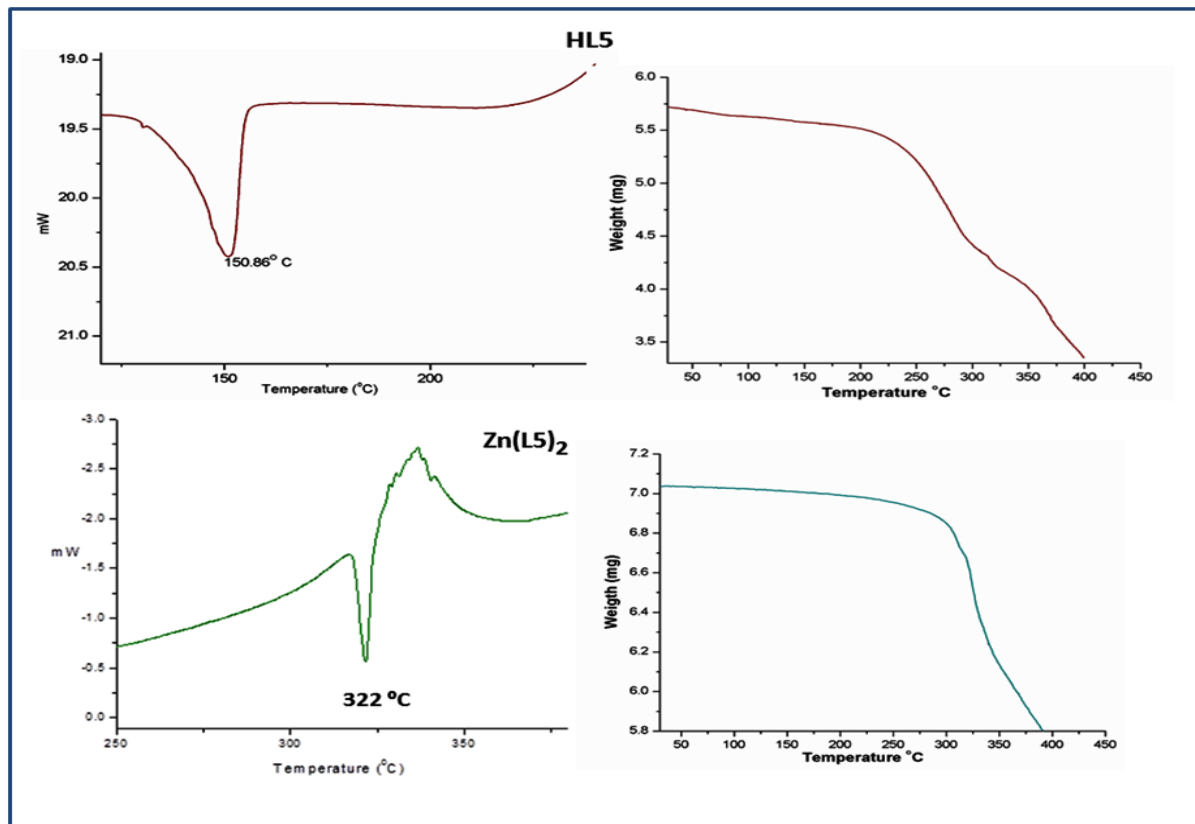 HL5
19.0
19.5
20.0
20.5
21.0
mW
150.86° C
150
200
Temperature (°C)
6.0
5.5
5.0
4.5
4.0
3.5
Weight (mg)
50 100 150 200 250 300 350 400 450
Temperature °C
Zn(L5)₂
-3.0
-2.5
-2.0
-1.5
-1.0
-0.5
0.0
mW
322 °C
250 300 350
Temperature (°C)
7.2
7.0
6.8
6.6
6.4
6.2
6.0
5.8
Weigth (mg)
50 100 150 200 250 300 350 400 450
Temperature °C